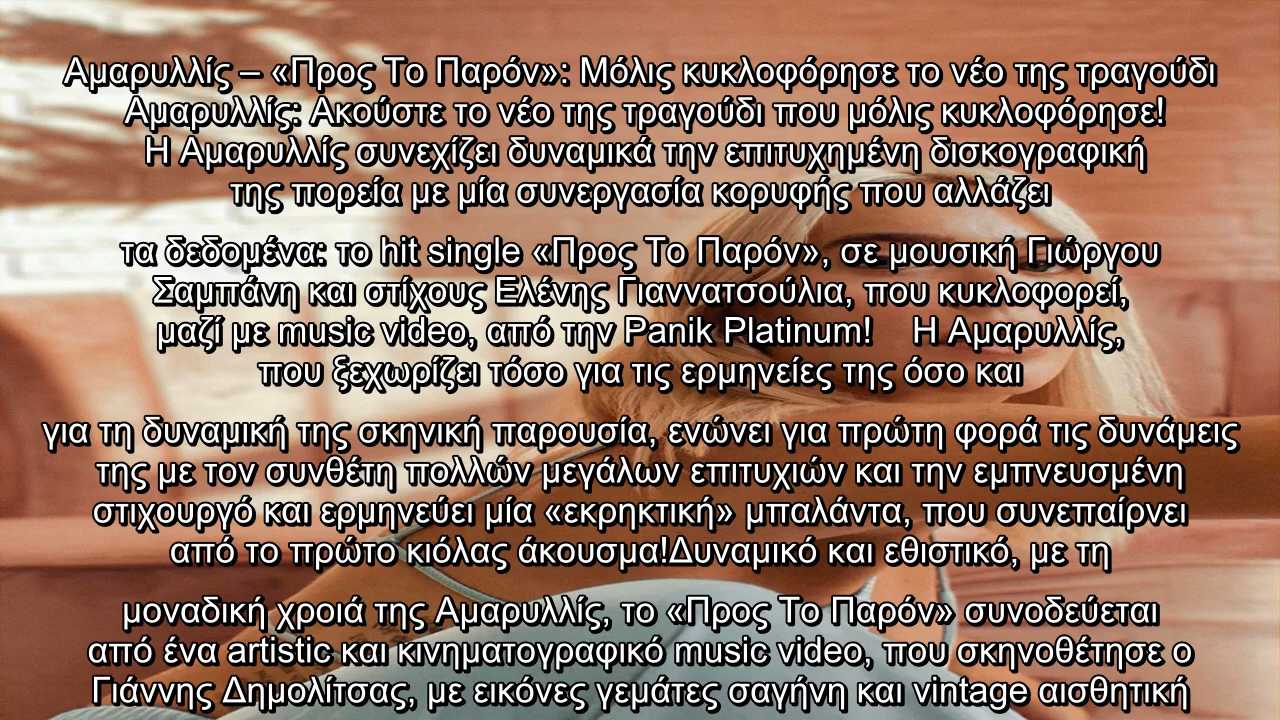 Αμαρυλλίς – «Προς Το Παρόν»: Μόλις κυκλοφόρησε το νέο της τραγούδι
Αμαρυλλίς: Ακούστε το νέο της τραγούδι που μόλις κυκλοφόρησε!
Η Αμαρυλλίς συνεχίζει δυναμικά την επιτυχημένη δισκογραφική
της πορεία με μία συνεργασία κορυφής που αλλάζει
τα δεδομένα: το hit single «Προς Το Παρόν», σε μουσική Γιώργου
Σαμπάνη και στίχους Ελένης Γιαννατσούλια, που κυκλοφορεί,
μαζί με music video, από την Panik Platinum! Η Αμαρυλλίς,
που ξεχωρίζει τόσο για τις ερμηνείες της όσο και
για τη δυναμική της σκηνική παρουσία, ενώνει για πρώτη φορά τις δυνάμεις
της με τον συνθέτη πολλών μεγάλων επιτυχιών και την εμπνευσμένη
στιχουργό και ερμηνεύει μία «εκρηκτική» μπαλάντα, που συνεπαίρνει
από το πρώτο κιόλας άκουσμα!Δυναμικό και εθιστικό, με τη
μοναδική χροιά της Αμαρυλλίς, το «Προς Το Παρόν» συνοδεύεται
από ένα artistic και κινηματογραφικό music video, που σκηνοθέτησε ο
Γιάννης Δημολίτσας, με εικόνες γεμάτες σαγήνη και vintage αισθητική